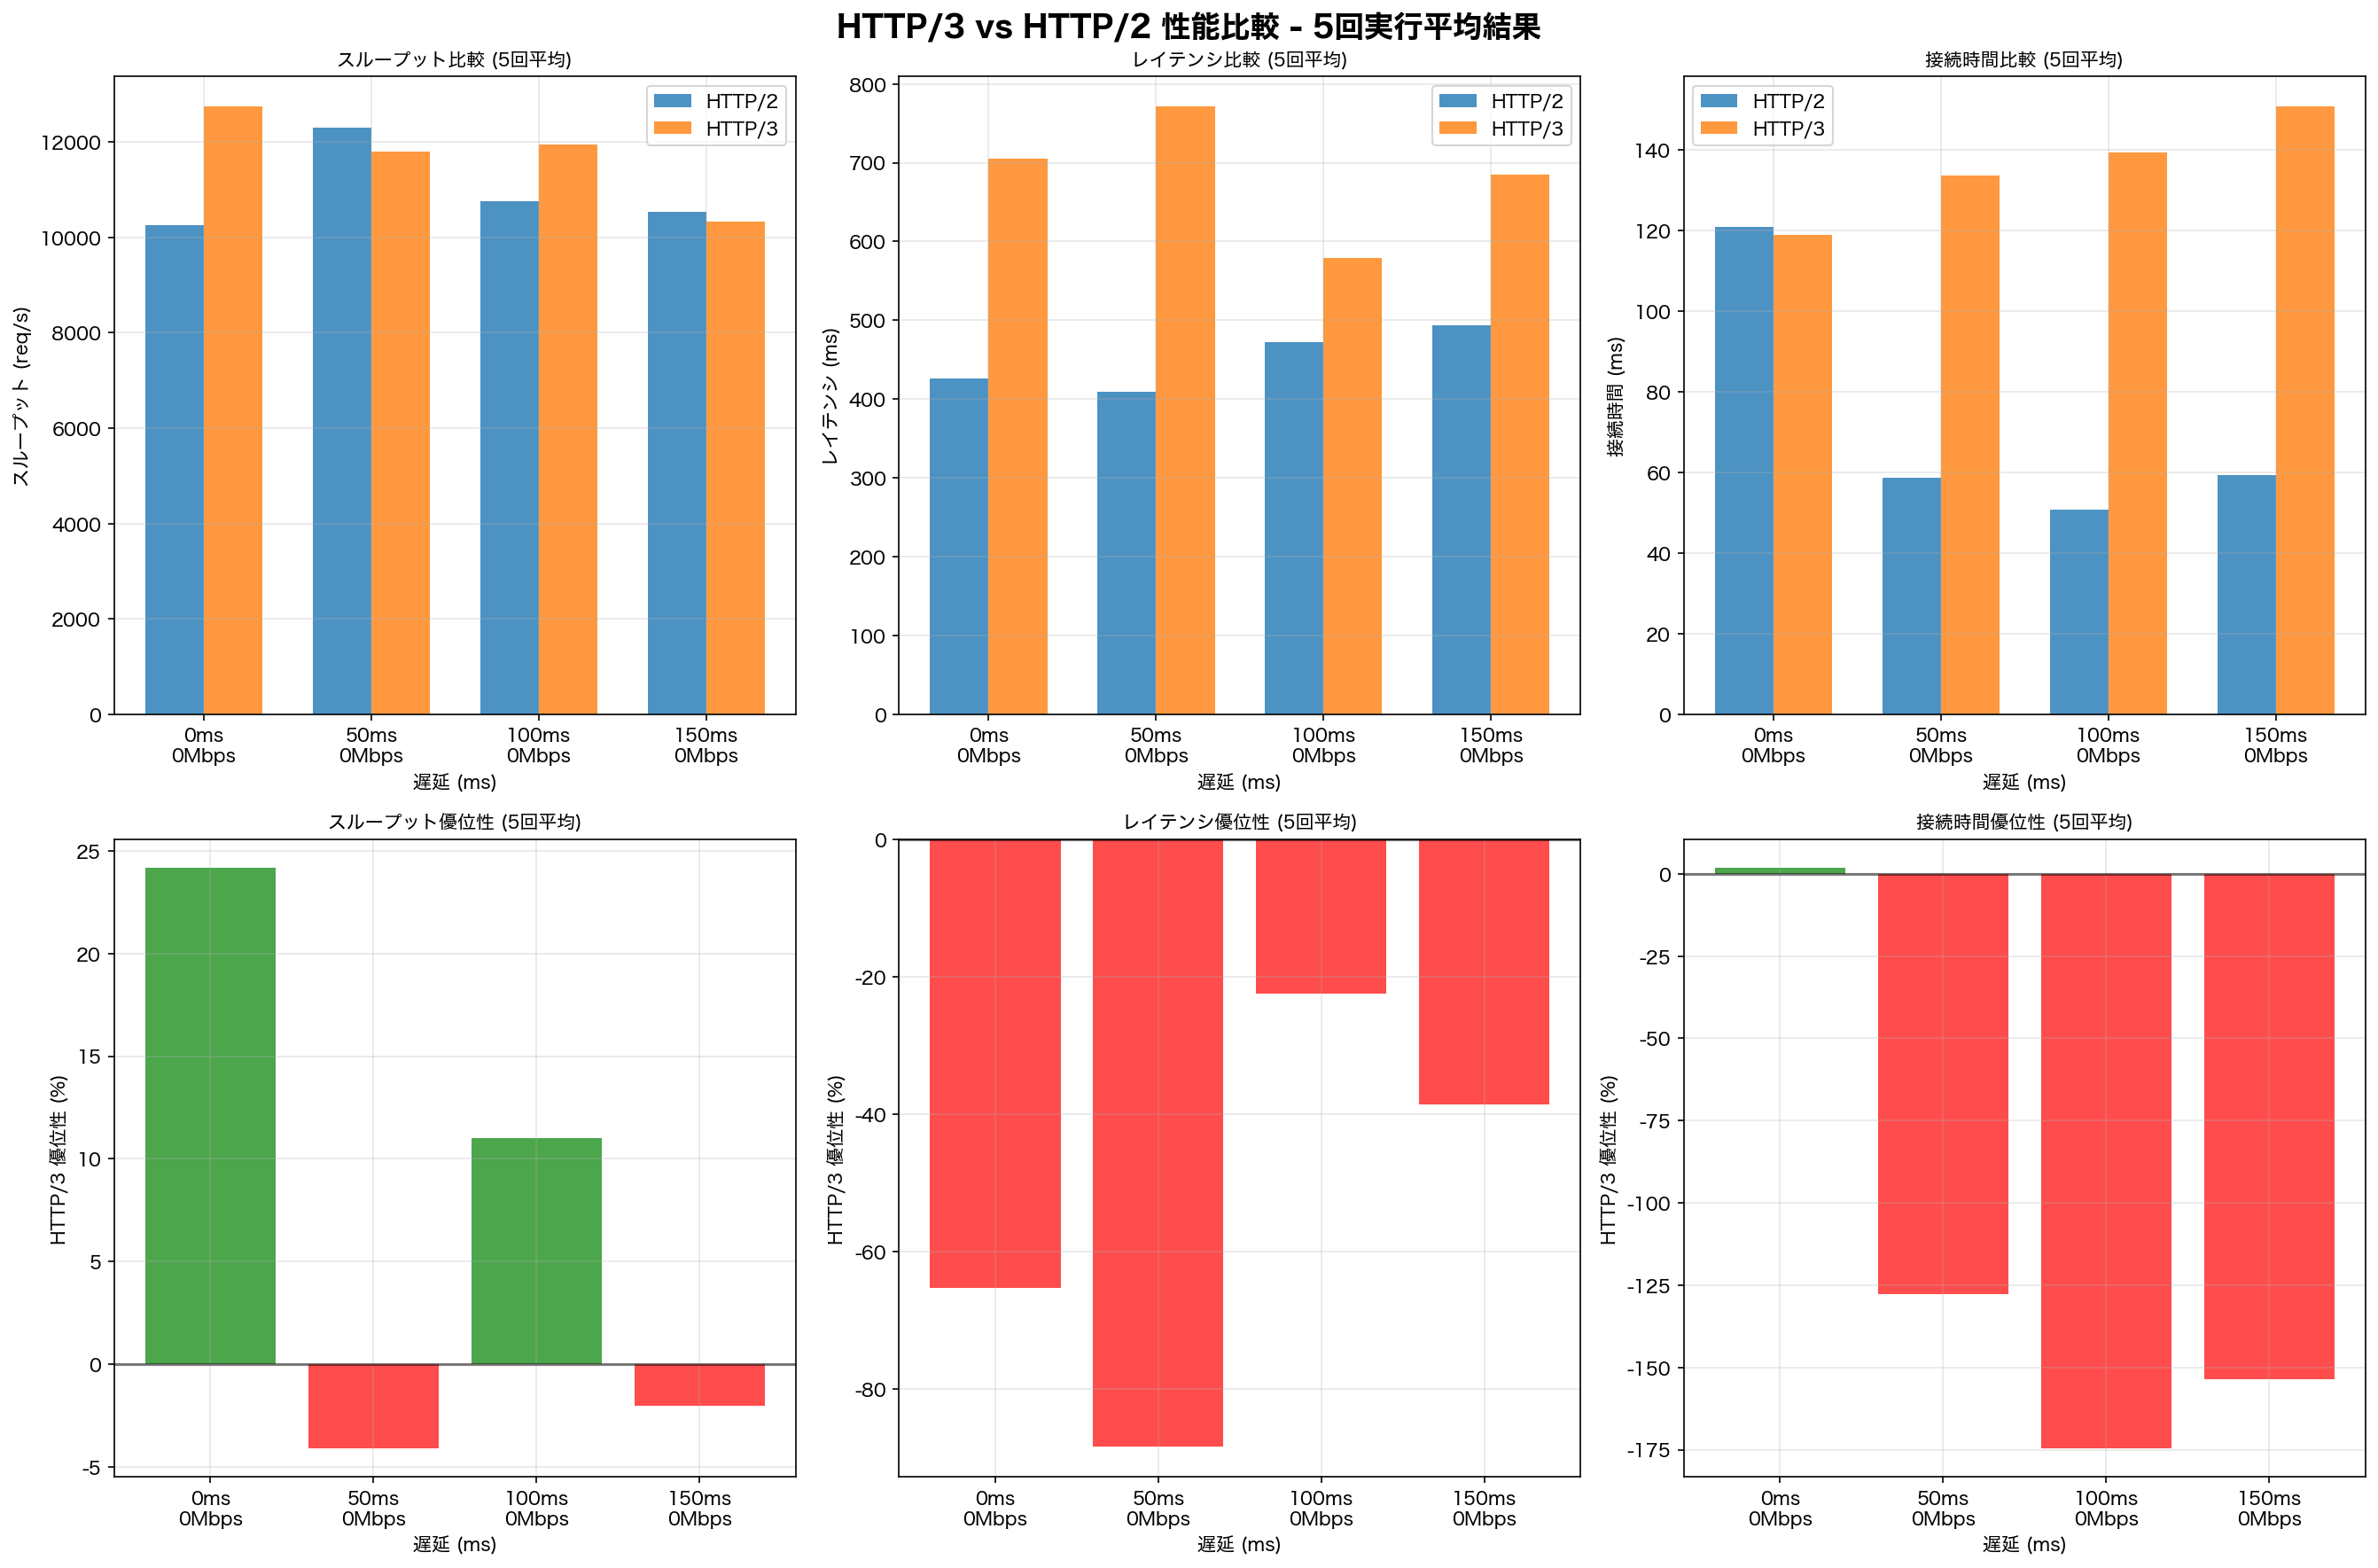 HTTP/3 vs HTTP/2 性能比較 - 5回実行平均結果
スループット比較 (5回平均)
スループット (req/s)
12000
10000
8000
6000
4000
2000
0
HTTP/2
HTTP/3
0ms
0Mbps
50ms
0Mbps
100ms
0Mbps
150ms
0Mbps
遅延 (ms)
レイテンシ比較 (5回平均)
レイテンシ (ms)
800
700
600
500
400
300
200
100
0
HTTP/2
HTTP/3
0ms
0Mbps
50ms
0Mbps
100ms
0Mbps
150ms
0Mbps
遅延 (ms)
接続時間比較 (5回平均)
接続時間 (ms)
140
120
100
80
60
40
20
0
HTTP/2
HTTP/3
0ms
0Mbps
50ms
0Mbps
100ms
0Mbps
150ms
0Mbps
遅延 (ms)
スループット優位性 (5回平均)
HTTP/3 優位性 (%)
25
20
15
10
5
0
-5
0ms
0Mbps
50ms
0Mbps
100ms
0Mbps
150ms
0Mbps
遅延 (ms)
レイテンシ優位性 (5回平均)
HTTP/3 優位性 (%)
0
-20
-40
-60
-80
0ms
0Mbps
50ms
0Mbps
100ms
0Mbps
150ms
0Mbps
遅延 (ms)
接続時間優位性 (5回平均)
HTTP/3 優位性 (%)
0
-25
-50
-75
-100
-125
-150
-175
0ms
0Mbps
50ms
0Mbps
100ms
0Mbps
150ms
0Mbps
遅延 (ms)